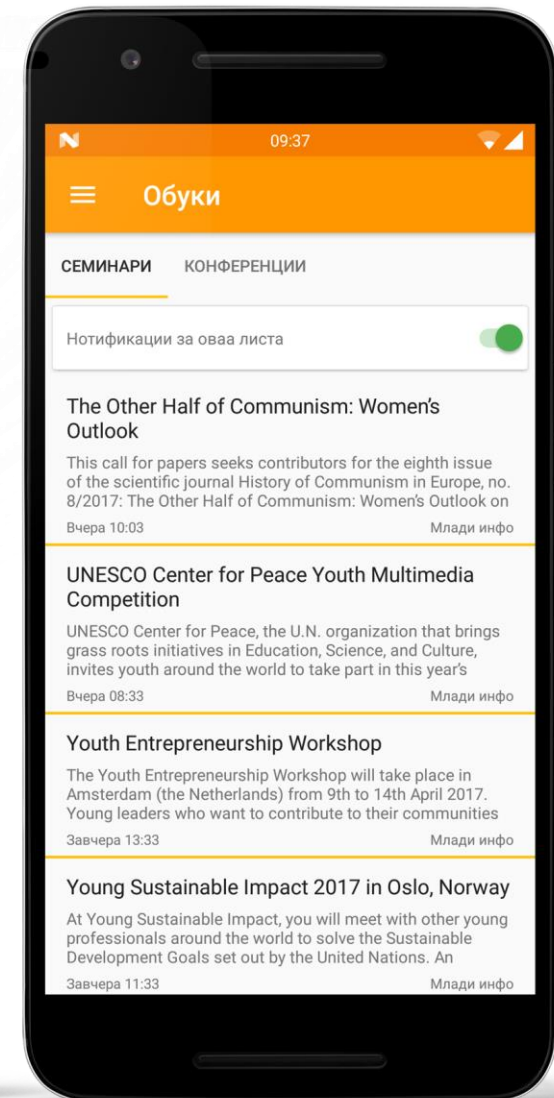 09:37
Обуки
СЕМИНАРИ КОНФЕРЕНЦИИ
Нотификации за оваа листа
The Other Half of Communism: Women's
Outlook
This call for papers seeks contributors for the eighth issue
of the scientific journal History of Communism in Europe, no.
8/2017: The Other Half of Communism: Women's Outlook on
Вчера 10:03 Млади инфо
UNESCO Center for Peace Youth Multimedia
Competition
UNESCO Center for Peace, the U.N. organization that brings
grass roots initiatives in Education, Science, and Culture,
invites youth around the world to take part in this year's
Вчера 08:33 Млади инфо
Youth Entrepreneurship Workshop
The Youth Entrepreneurship Workshop will take place in
Amsterdam (the Netherlands) from 9th to 14th April 2017.
Young leaders who want to contribute to their communities
Завчера 13:33 Млади инфо
Young Sustainable Impact 2017 in Oslo, Norway
At Young Sustainable Impact, you will meet with other young
professionals around the world to solve the Sustainable
Development Goals set out by the United Nations. An
Завчера 11:33 Млади инфо